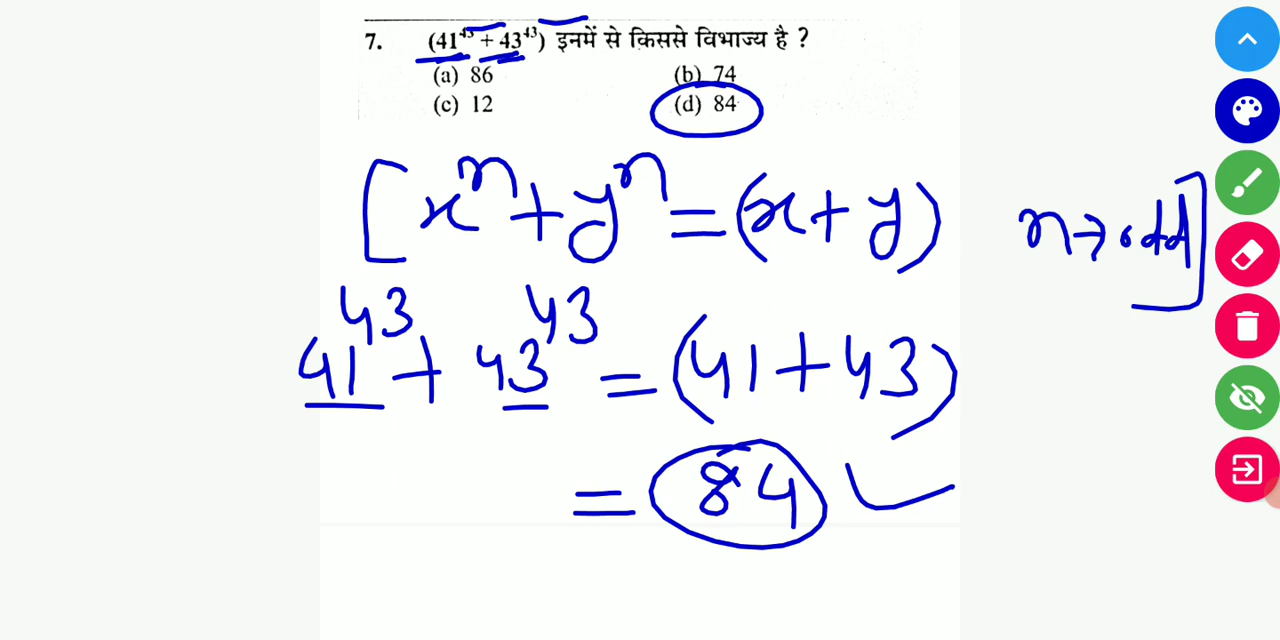 7. (41⁴³ + 43⁴³) इनमें से किससे विभाज्य है ?
(a) 86 (b) 74
(c) 12 (d) 84
[xⁿ + yⁿ = (x + y) n → odd]
41⁴³ + 43⁴³ = (41 + 43)
= 84